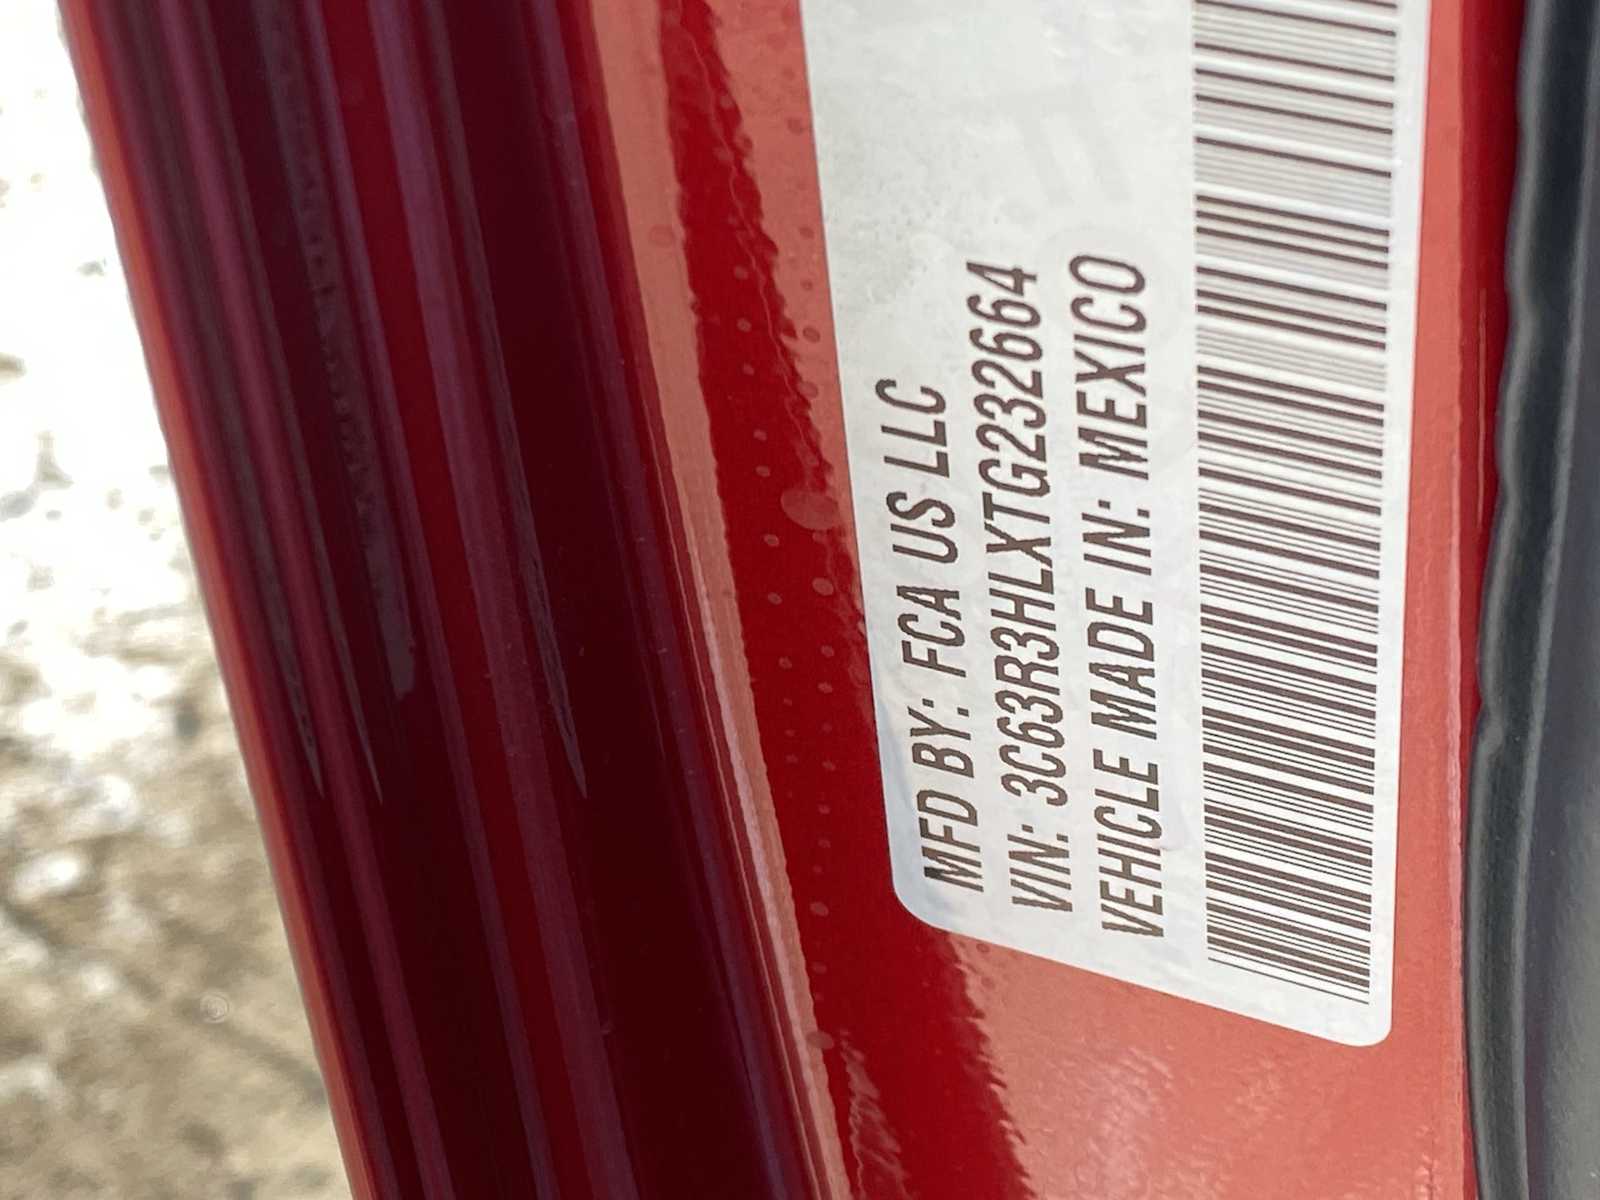 MFD BY: FCA US LLC
VIN: 3C63R3HLXTG232664
VEHICLE MADE IN: MEXICO